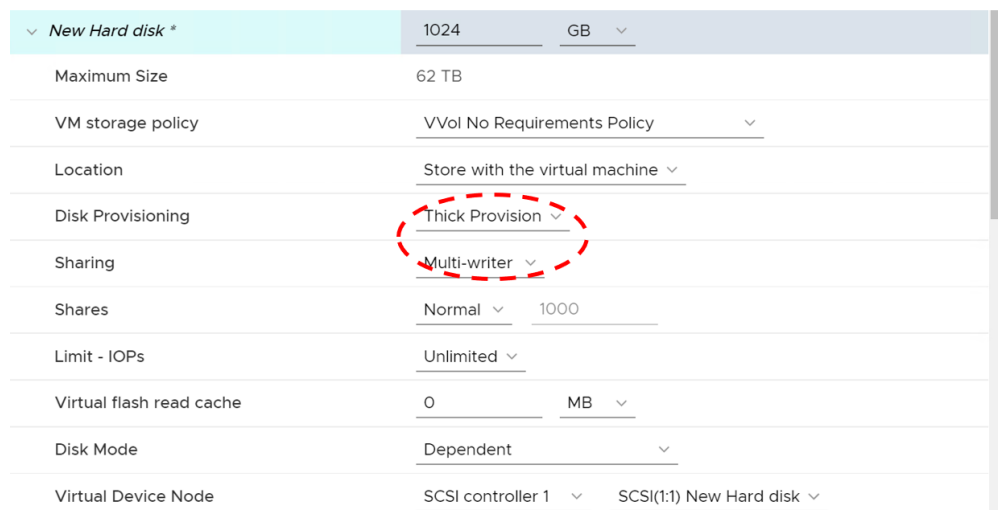 New Hard disk * 1024 GB
Maximum Size 62 TB
VM storage policy VVol No Requirements Policy
Location Store with the virtual machine
Disk Provisioning Thick Provision
Sharing Multi-writer
Shares Normal 1000
Limit - IOPs Unlimited
Virtual flash read cache 0 MB
Disk Mode Dependent
Virtual Device Node SCSI controller 1 SCSI(1:1) New Hard disk